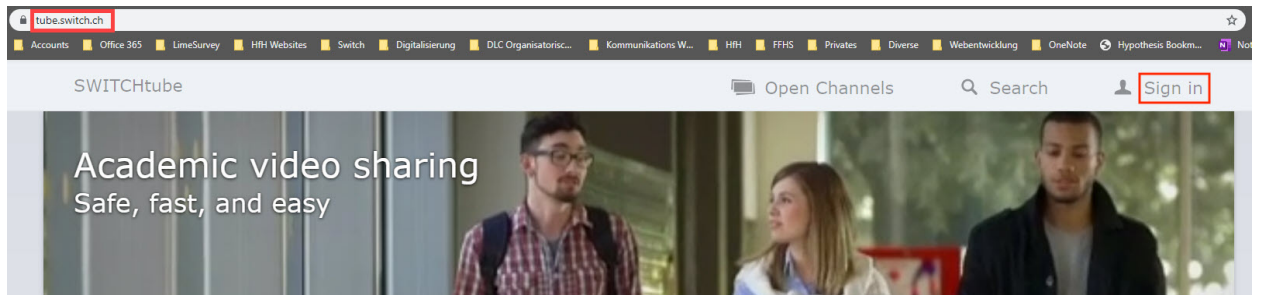 tube.switch.ch
Accounts Office 365 LimeSurvey HfH Websites Switch Digitalisierung DLC Organisatorisc... Kommunikations W... HfH FFHS Privates Diverse Webentwicklung OneNote Hypothesis Bookm... Not
SWITCHtube Open Channels Search Sign in
Academic video sharing
Safe, fast, and easy